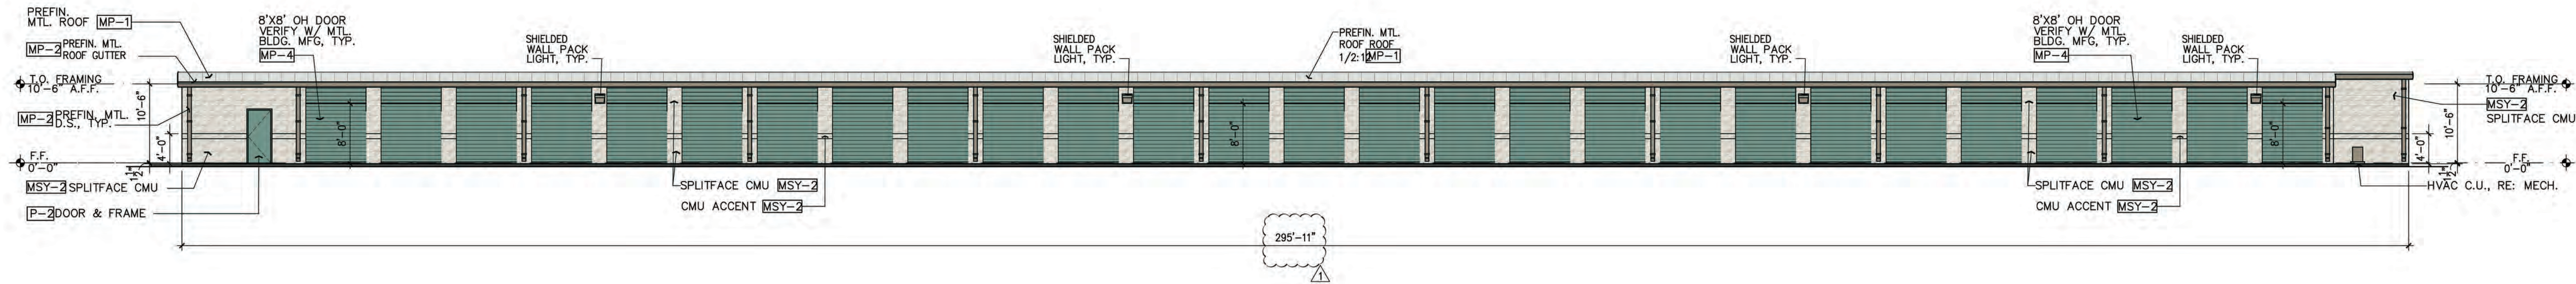 PREFIN.
MTL. ROOF MP-1
MP-2 PREFIN. MTL.
ROOF GUTTER
T.O. FRAMING
10'-6" A.F.F.
10'-6"
MP-2 PREFIN. MTL.
D.S., TYP.
4'-0"
F.F.
0'-0"
MSY-2 SPLITFACE CMU
P-2 DOOR & FRAME
8'X8' OH DOOR
VERIFY W/ MTL.
BLDG. MFG, TYP.
MP-4
8'-0"
SHIELDED
WALL PACK
LIGHT, TYP.
SPLITFACE CMU MSY-2
CMU ACCENT MSY-2
SHIELDED
WALL PACK
LIGHT, TYP.
8'-0"
PREFIN. MTL.
ROOF ROOF
1/2:12 MP-1
295'-11"
1
SHIELDED
WALL PACK
LIGHT, TYP.
8'X8' OH DOOR
VERIFY W/ MTL.
BLDG. MFG, TYP.
MP-4
SPLITFACE CMU MSY-2
CMU ACCENT MSY-2
SHIELDED
WALL PACK
LIGHT, TYP.
8'-0"
T.O. FRAMING
10'-6" A.F.F.
MSY-2
SPLITFACE CMU
10'-6"
4'-0"
F.F.
0'-0"
HVAC C.U., RE: MECH.